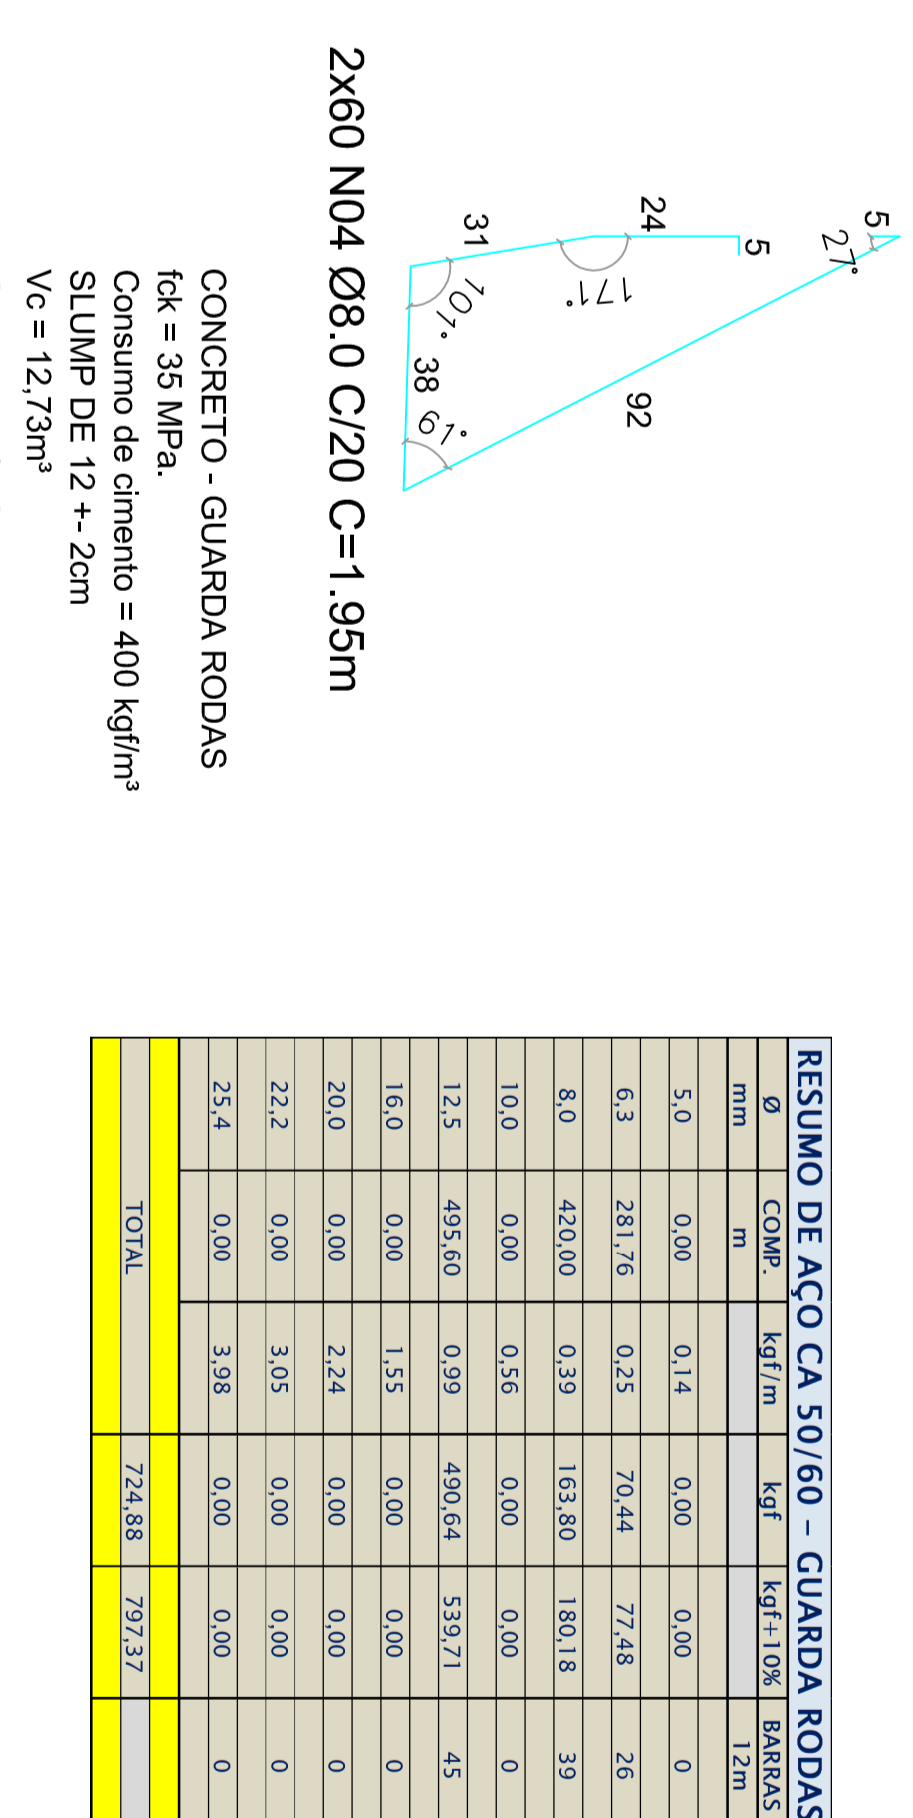 5
27°
5
24
92
171°
31
101°
38
61°
2x60 N04 Ø8.0 C/20 C=1.95m
CONCRETO - GUARDA RODAS
fck = 35 MPa.
Consumo de cimento = 400 kgf/m³
SLUMP DE 12 +- 2cm
Vc = 12,73m³
RESUMO DE AÇO CA 50/60 – GUARDA RODAS
Ø COMP. kgf/m kgf kgf+10% BARRAS
mm m 12m
5,0 0,00 0,14 0,00 0,00 0
6,3 281,76 0,25 70,44 77,48 26
8,0 420,00 0,39 163,80 180,18 39
10,0 0,00 0,56 0,00 0,00 0
12,5 495,60 0,99 490,64 539,71 45
16,0 0,00 1,55 0,00 0,00 0
20,0 0,00 2,24 0,00 0,00 0
22,2 0,00 3,05 0,00 0,00 0
25,4 0,00 3,98 0,00 0,00 0
TOTAL 724,88 797,37